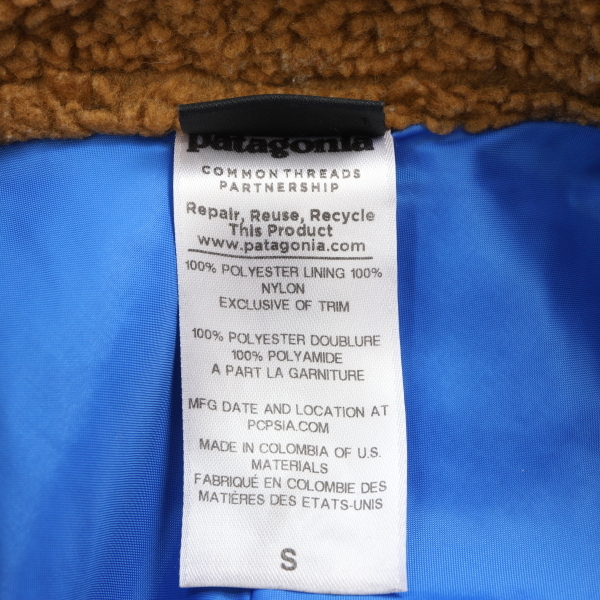 patagonia
COMMON THREADS
PARTNERSHIP
Repair, Reuse, Recycle
This Product
www.patagonia.com
100% POLYESTER LINING 100%
NYLON
EXCLUSIVE OF TRIM
100% POLYESTER DOUBLURE
100% POLYAMIDE
A PART LA GARNITURE
MFG DATE AND LOCATION AT
PCPSIA.COM
MADE IN COLOMBIA OF U.S.
MATERIALS
FABRIQUÉ EN COLOMBIE DES
MATIÈRES DES ETATS-UNIS
S